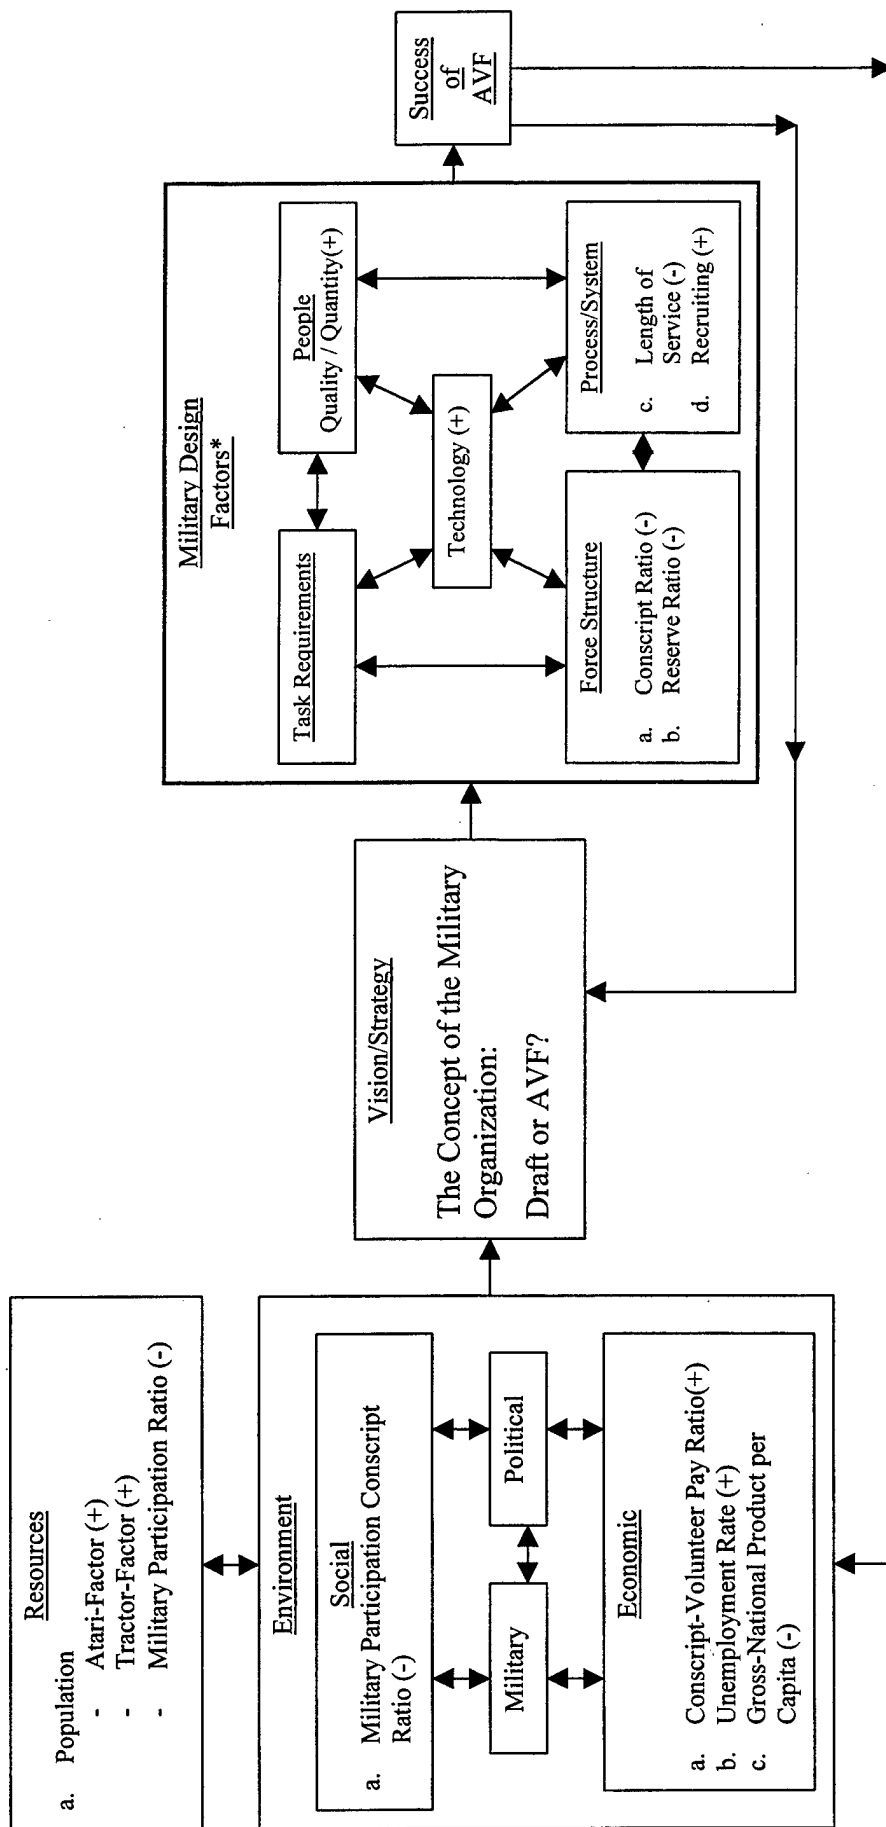 Resources
a. Population
- Atari-Factor (+)
- Tractor-Factor (+)
- Military Participation Ratio (-)
Environment
Social
a. Military Participation Conscript
Ratio (-)
Military
Political
Economic
a. Conscript-Volunteer Pay Ratio(+)
b. Unemployment Rate (+)
c. Gross-National Product per
Capita (-)
Vision/Strategy
The Concept of the Military
Organization:
Draft or AVF?
Military Design
Factors*
Task Requirements
People
Quality / Quantity(+)
Technology (+)
Force Structure
a. Conscript Ratio (-)
b. Reserve Ratio (-)
Process/System
c. Length of
Service (-)
d. Recruiting (+)
Success
of
AVF